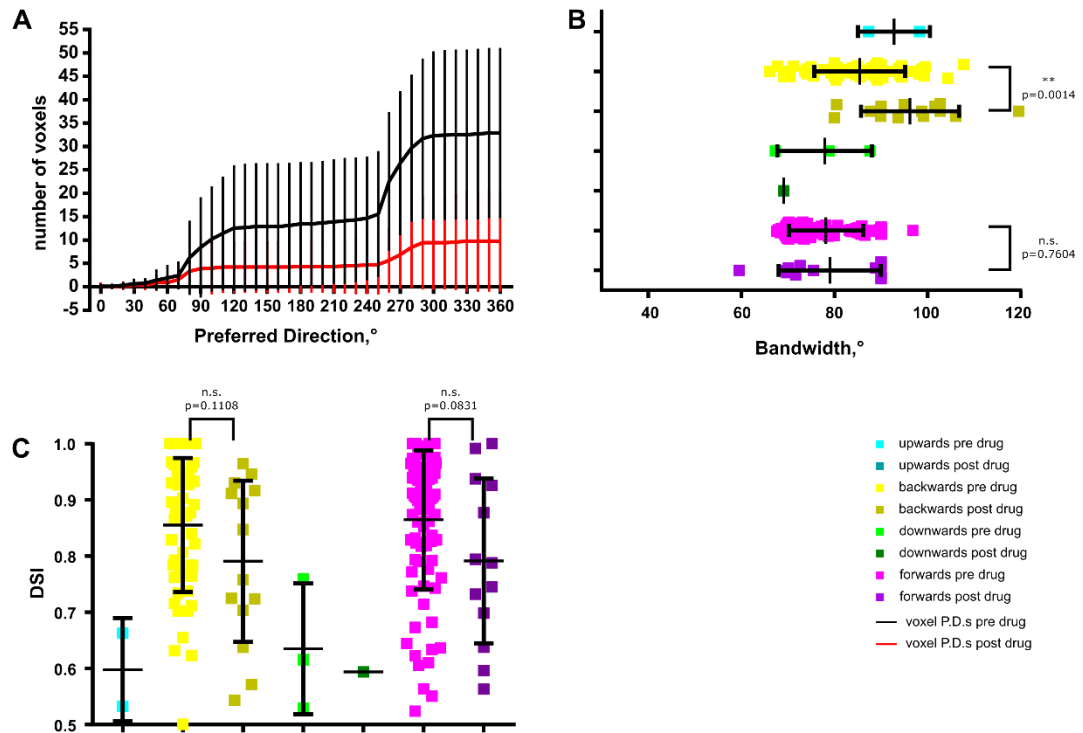 A
55
50
45
40
35
30
25
20
15
10
5
0
-5
number of voxels
0 30 60 90 120 150 180 210 240 270 300 330 360
Preferred Direction,°
B
**
p=0.0014
n.s.
p=0.7604
40 60 80 100 120
Bandwidth,°
C
n.s.
p=0.1108
n.s.
p=0.0831
1.0
0.9
0.8
0.7
0.6
0.5
DSI
upwards pre drug
upwards post drug
backwards pre drug
backwards post drug
downwards pre drug
downwards post drug
forwards pre drug
forwards post drug
voxel P.D.s pre drug
voxel P.D.s post drug